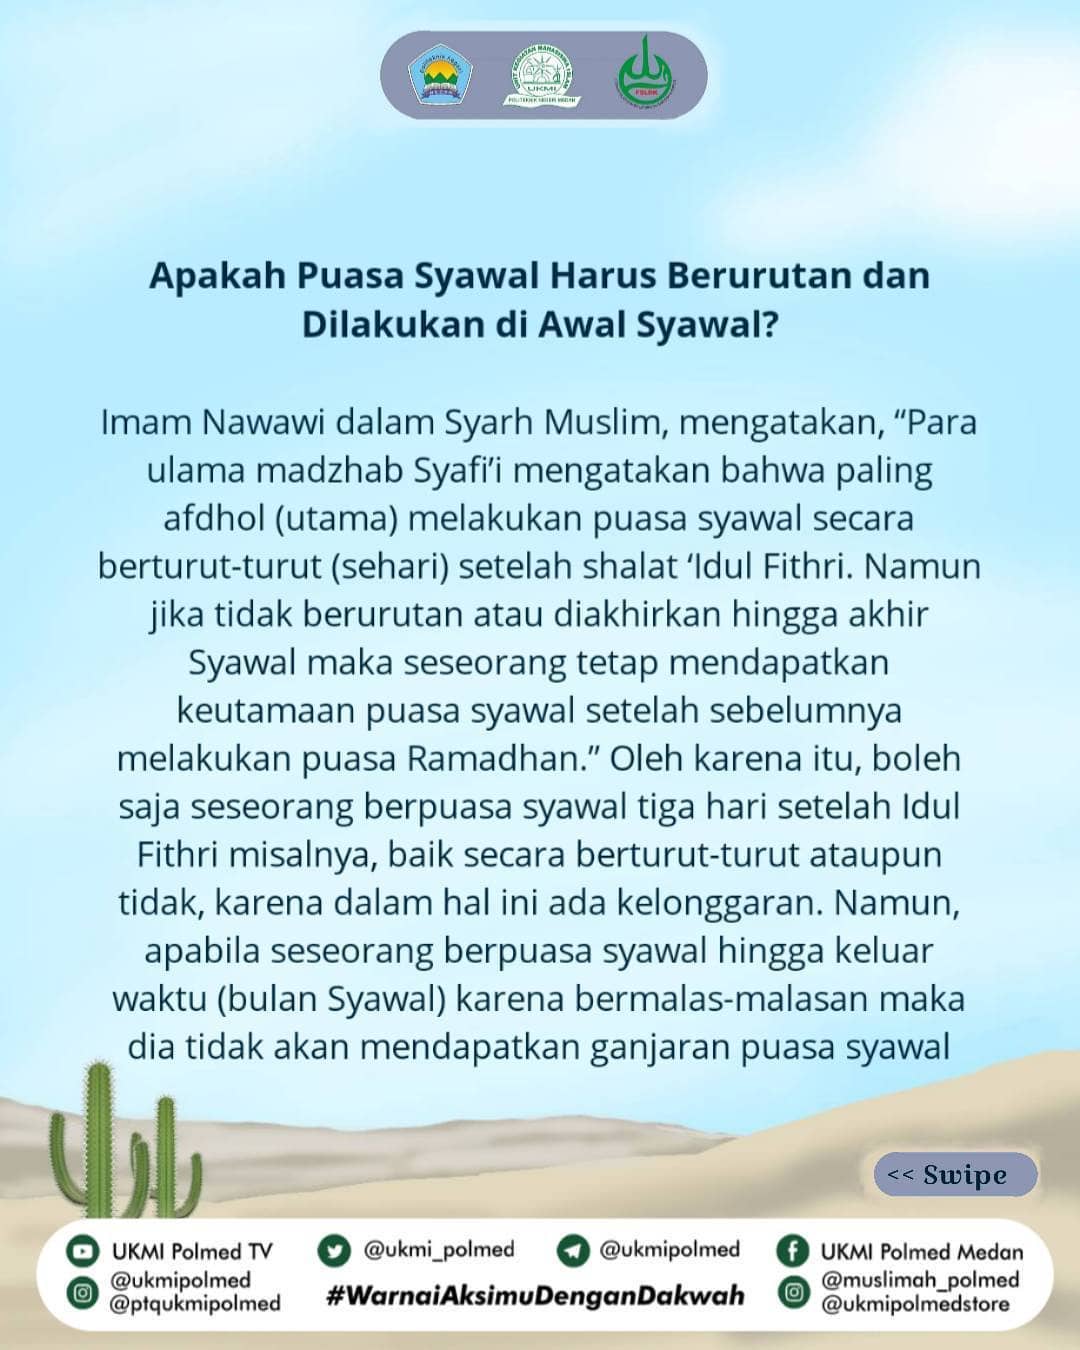 UKMI
POLITEKNIK NEGERI MEDAN
FSLDK
Apakah Puasa Syawal Harus Berurutan dan
Dilakukan di Awal Syawal?
Imam Nawawi dalam Syarh Muslim, mengatakan, “Para
ulama madzhab Syafi’i mengatakan bahwa paling
afdhol (utama) melakukan puasa syawal secara
berturut-turut (sehari) setelah shalat ‘Idul Fithri. Namun
jika tidak berurutan atau diakhirkan hingga akhir
Syawal maka seseorang tetap mendapatkan
keutamaan puasa syawal setelah sebelumnya
melakukan puasa Ramadhan.” Oleh karena itu, boleh
saja seseorang berpuasa syawal tiga hari setelah Idul
Fithri misalnya, baik secara berturut-turut ataupun
tidak, karena dalam hal ini ada kelonggaran. Namun,
apabila seseorang berpuasa syawal hingga keluar
waktu (bulan Syawal) karena bermalas-malasan maka
dia tidak akan mendapatkan ganjaran puasa syawal
<< Swipe
UKMI Polmed TV
@ukmi_polmed
@ukmipolmed
UKMI Polmed Medan
@ukmipolmed
@ptqukmipolmed
#WarnaiAksimuDenganDakwah
@muslimah_polmed
@ukmipolmedstore